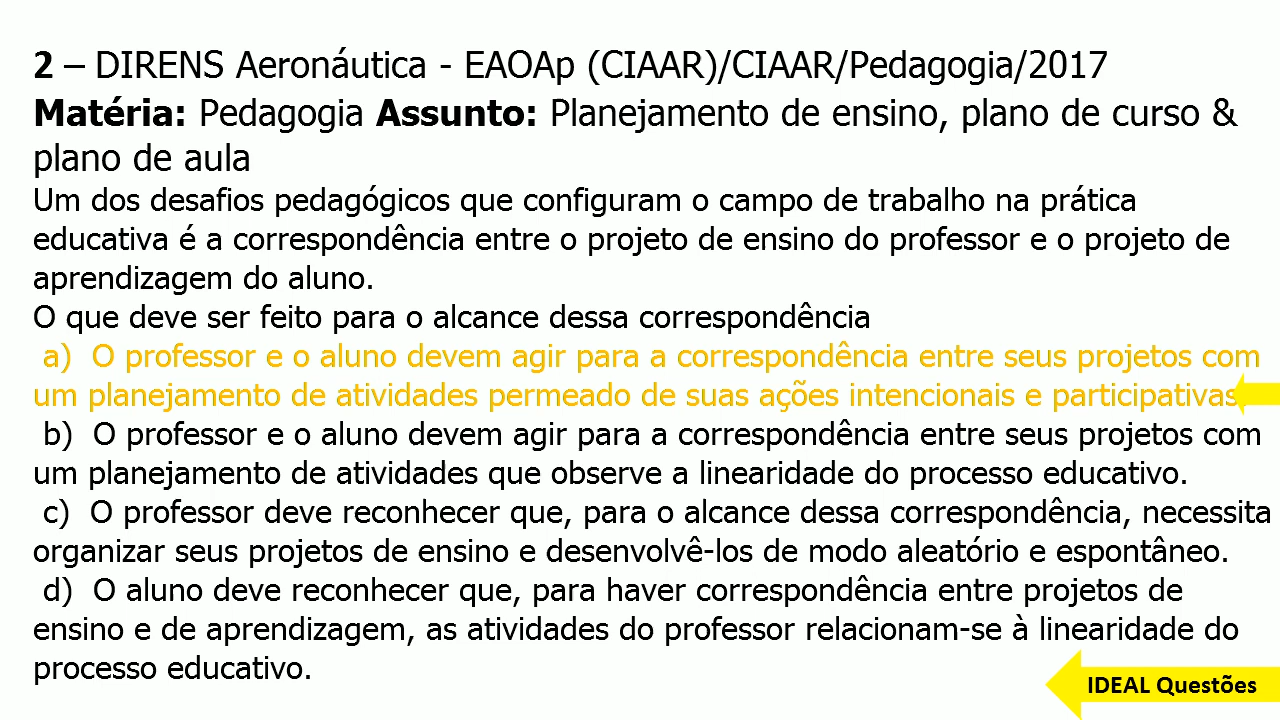 2 – DIRENS Aeronáutica - EAOAp (CIAAR)/CIAAR/Pedagogia/2017
Matéria: Pedagogia Assunto: Planejamento de ensino, plano de curso &
plano de aula
Um dos desafios pedagógicos que configuram o campo de trabalho na prática
educativa é a correspondência entre o projeto de ensino do professor e o projeto de
aprendizagem do aluno.
O que deve ser feito para o alcance dessa correspondência
a) O professor e o aluno devem agir para a correspondência entre seus projetos com
um planejamento de atividades permeado de suas ações intencionais e participativas
b) O professor e o aluno devem agir para a correspondência entre seus projetos com
um planejamento de atividades que observe a linearidade do processo educativo.
c) O professor deve reconhecer que, para o alcance dessa correspondência, necessita
organizar seus projetos de ensino e desenvolvê-los de modo aleatório e espontâneo.
d) O aluno deve reconhecer que, para haver correspondência entre projetos de
ensino e de aprendizagem, as atividades do professor relacionam-se à linearidade do
processo educativo.
IDEAL Questões